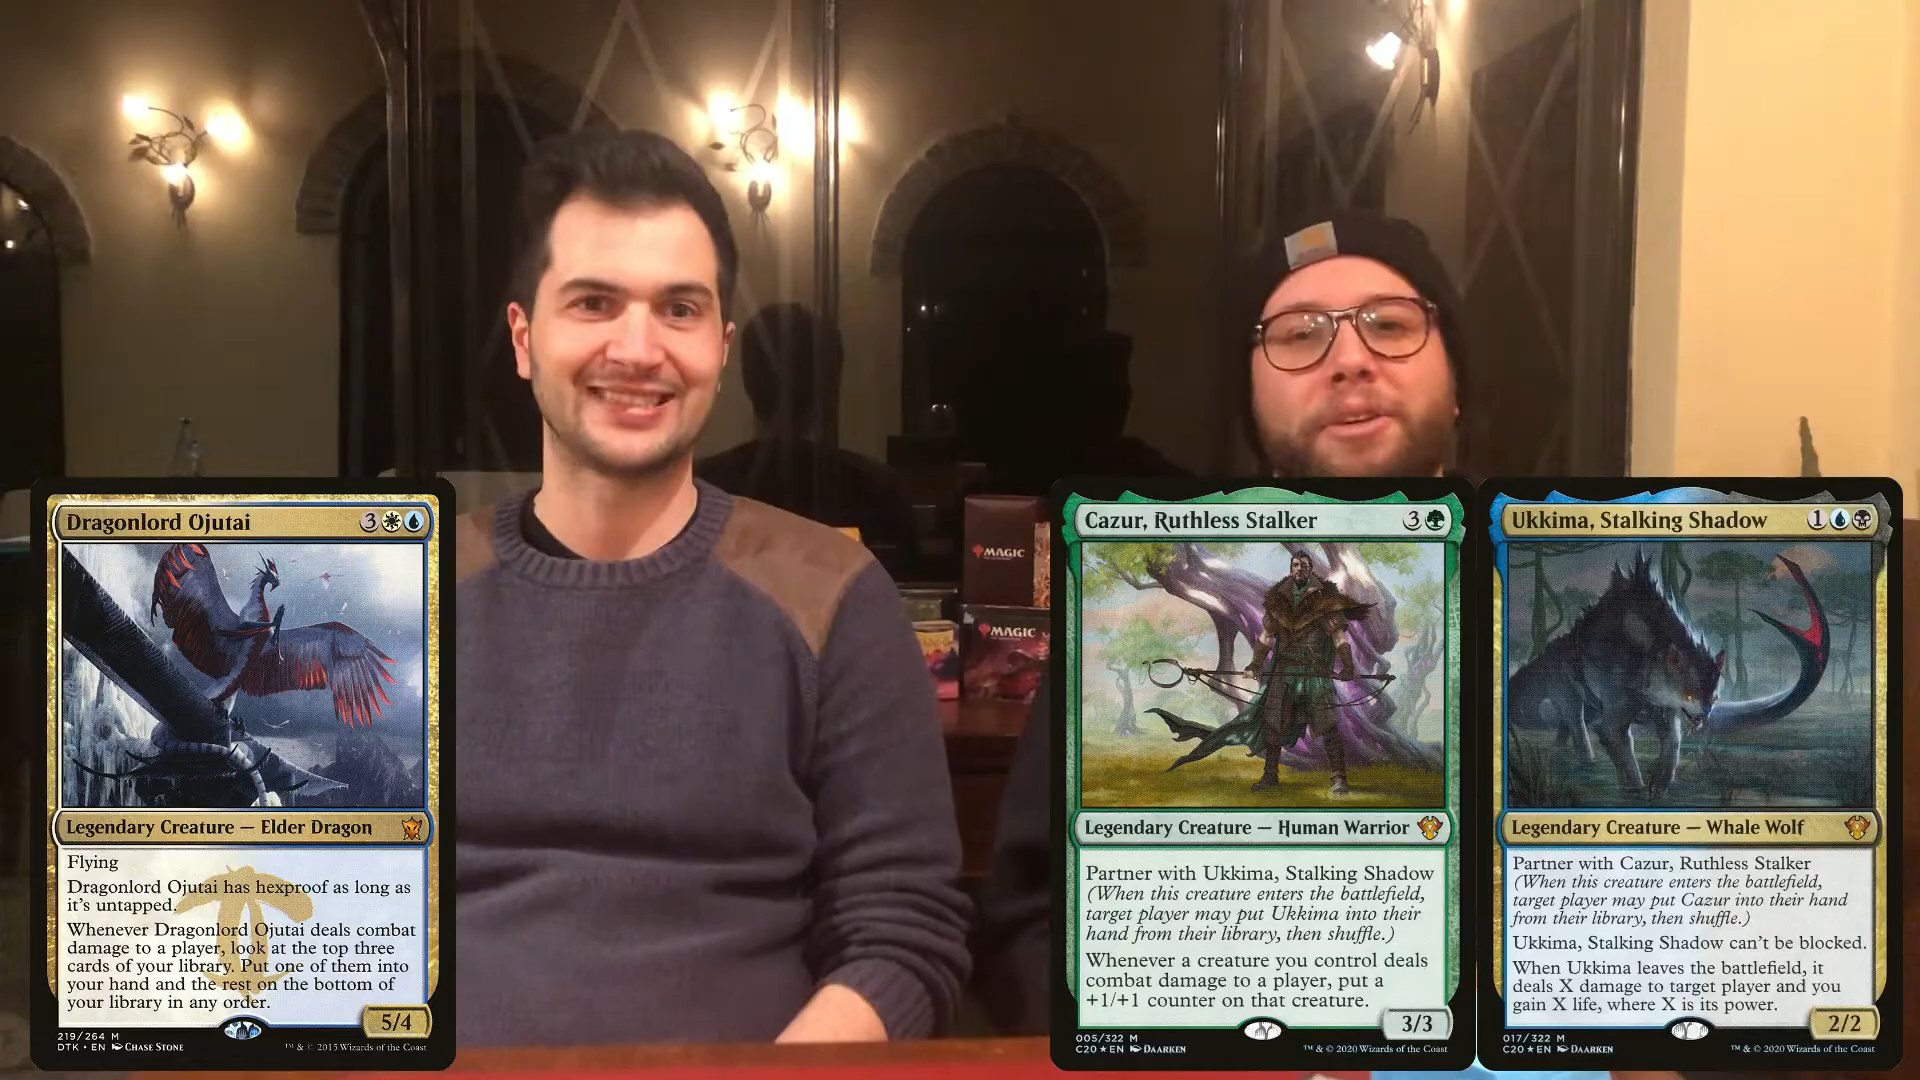 Dragonlord Ojutai 3
Legendary Creature — Elder Dragon
Flying
Dragonlord Ojutai has hexproof as long as
it's untapped.
Whenever Dragonlord Ojutai deals combat
damage to a player, look at the top three
cards of your library. Put one of them into
your hand and the rest on the bottom of
your library in any order.
5/4
219/264 M
DTK • EN CHASE STONE
™ & © 2015 Wizards of the Coast
MAGIC
MAGIC
Cazur, Ruthless Stalker 3
Legendary Creature — Human Warrior
Partner with Ukkima, Stalking Shadow
(When this creature enters the battlefield,
target player may put Ukkima into their
hand from their library, then shuffle.)
Whenever a creature you control deals
combat damage to a player, put a
+1/+1 counter on that creature.
3/3
005/322 M
C20 ★ EN DAARKEN
™ & © 2020 Wizards of the Coast
Ukkima, Stalking Shadow 1
Legendary Creature — Whale Wolf
Partner with Cazur, Ruthless Stalker
(When this creature enters the battlefield,
target player may put Cazur into their hand
from their library, then shuffle.)
Ukkima, Stalking Shadow can't be blocked.
When Ukkima leaves the battlefield, it
deals X damage to target player and you
gain X life, where X is its power.
2/2
017/322 M
C20 ★ EN DAARKEN
™ & © 2020 Wizards of the Coast